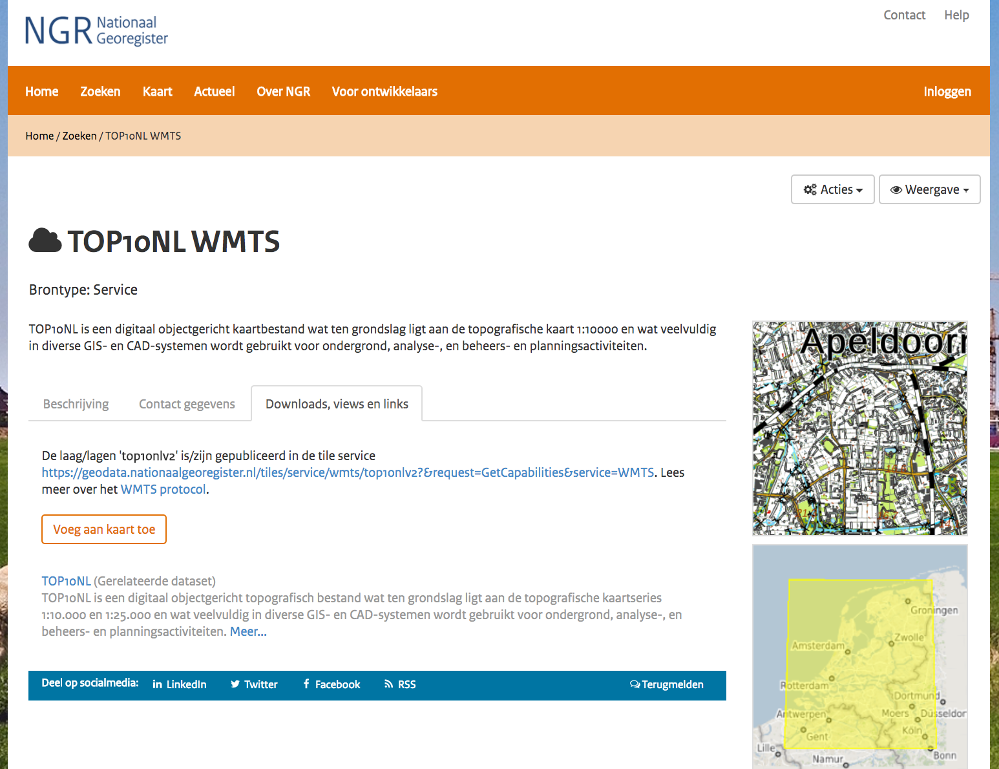 NGR Nationaal
Georegister
Contact Help
Home Zoeken Kaart Actueel Over NGR Voor ontwikkelaars Inloggen
Home / Zoeken / TOP10NL WMTS
Acties Weergave
TOP10NL WMTS
Brontype: Service
TOP10NL is een digitaal objectgericht kaartbestand wat ten grondslag ligt aan de topografische kaart 1:10000 en wat veelvuldig
in diverse GIS- en CAD-systemen wordt gebruikt voor ondergrond, analyse-, en beheers- en planningsactiviteiten.
Beschrijving Contact gegevens Downloads, views en links
De laag/lagen 'top10nlv2' is/zijn gepubliceerd in de tile service
https://geodata.nationaalgeoregister.nl/tiles/service/wmts/top10nlv2?&request=GetCapabilities&service=WMTS. Lees
meer over het WMTS protocol.
Voeg aan kaart toe
TOP10NL (Gerelateerde dataset)
TOP10NL is een digitaal objectgericht topografisch bestand wat ten grondslag ligt aan de topografische kaartseries
1:10.000 en 1:25.000 en wat veelvuldig in diverse GIS- en CAD-systemen wordt gebruikt voor ondergrond, analyse-, en
beheers- en planningsactiviteiten. Meer...
Deel op socialmedia: LinkedIn Twitter Facebook RSS Terugmelden
Apeldoorn
Groningen
Zwolle
Amsterdam
Rotterdam
Dortmund
Antwerpen Moers Düsseldor
Gent Köln
Lille Bonn
Namur